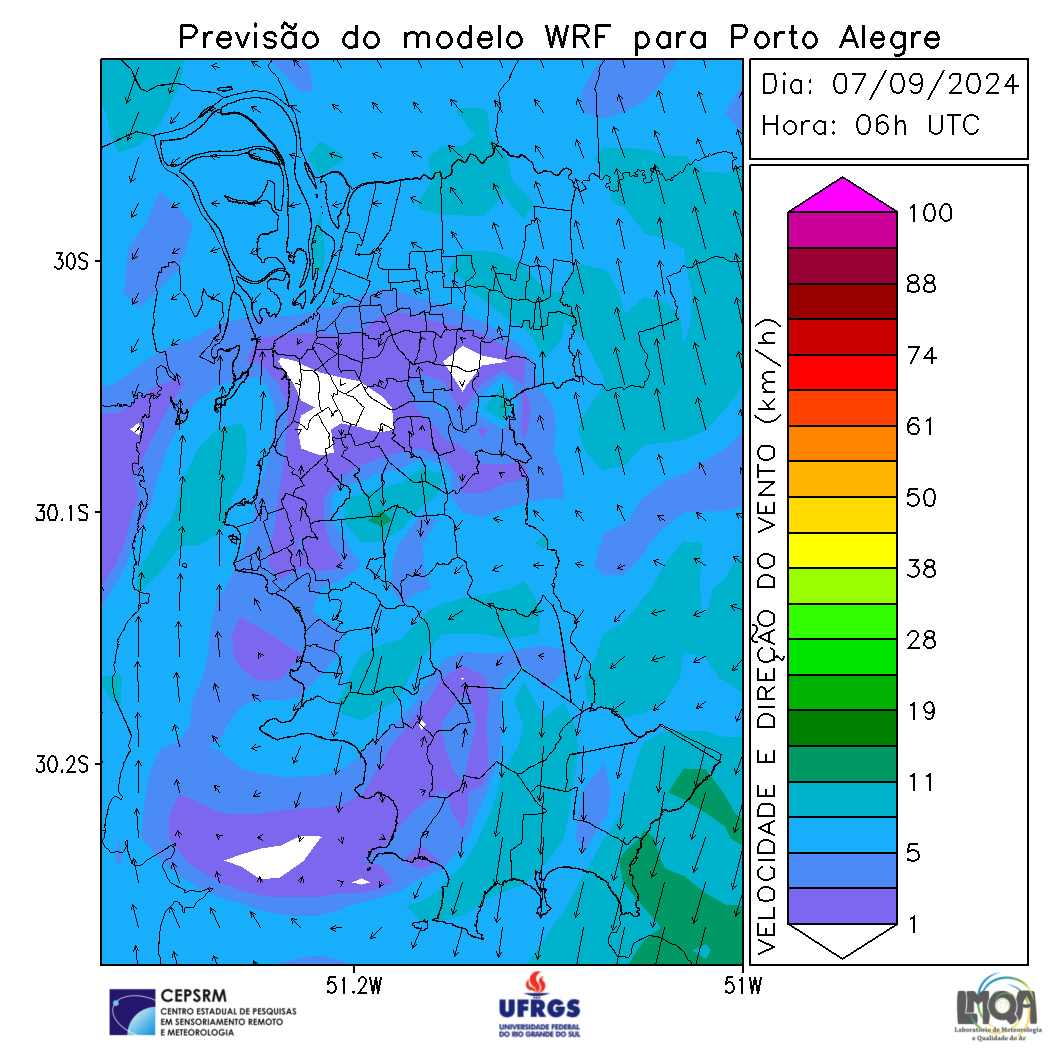 Previsão do modelo WRF para Porto Alegre
Dia: 07/09/2024
Hora: 06h UTC
30S
30.1S
30.2S
51.2W
51W
VELOCIDADE E DIREÇÃO DO VENTO (km/h)
100
88
74
61
50
38
28
19
11
5
1
CEPSRM
CENTRO ESTADUAL DE PESQUISAS
EM SENSORIAMENTO REMOTO
E METEOROLOGIA
UFRGS
UNIVERSIDADE FEDERAL
DO RIO GRANDE DO SUL
LMQA
Laboratório de Meteorologia
e Qualidade do Ar